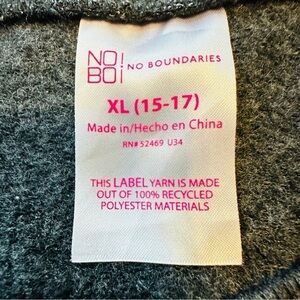 NO!
BO!
NO BOUNDARIES
XL (15-17)
Made in/Hecho en China
RN# 52469 U34
THIS LABEL YARN IS MADE
OUT OF 100% RECYCLED
POLYESTER MATERIALS